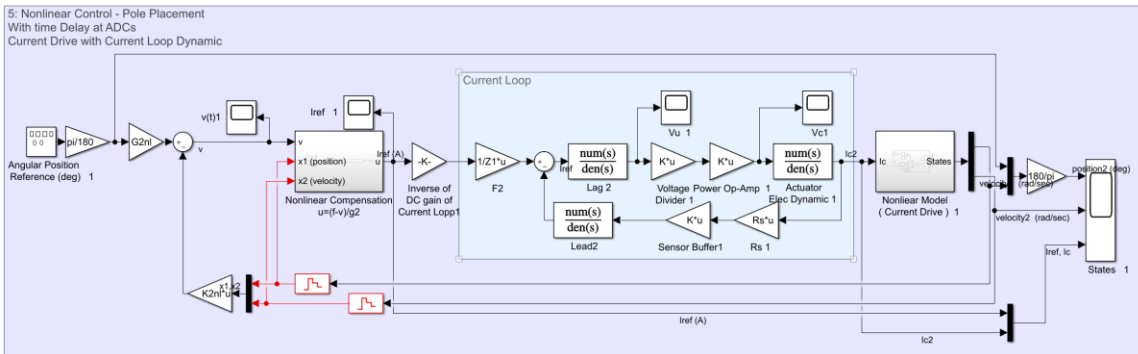 5: Nonlinear Control - Pole Placement
With time Delay at ADCs
Current Drive with Current Loop Dynamic
Current Loop
v(t)1
Iref 1
Vu 1
Vc1
pi/180
G2nl
v
v
x1 (position)
x2 (velocity)
u
Iref (A)
-K-
1/Z1*u
Iref
num(s)
den(s)
K*u
K*u
num(s)
den(s)
Ic2
Ic
States
180/pi
position2 (deg)
velocity (rad/sec)
velocity2 (rad/sec)
Angular Position
Reference (deg) 1
Nonlinear Compensation
u=(f-v)/g2
Inverse of
DC gain of
Current Lopp1
F2
Lag 2
Voltage
Divider 1
Power Op-Amp 1
Actuator
Elec Dynamic 1
Nonliear Model
( Current Drive ) 1
num(s)
den(s)
K*u
Rs*u
Lead2
Sensor Buffer1
Rs 1
Iref, Ic
States 1
K2nl*u
x1,x2
Iref (A)
Ic2